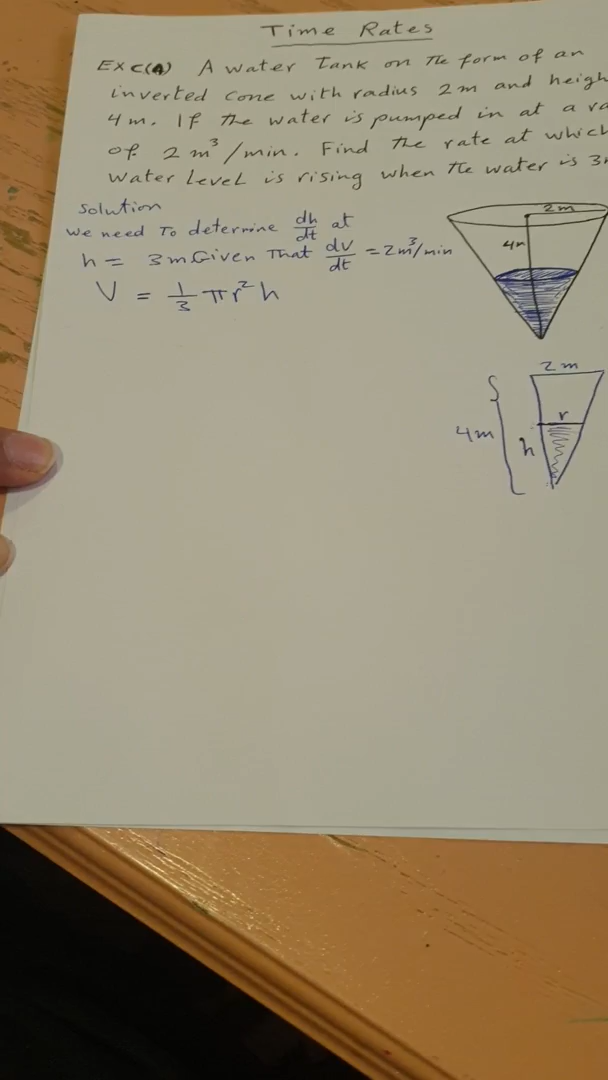 Time Rates
Exc(4) A water Tank on The form of an
inverted cone with radius 2m and heigh
4m. If the water is pumped in at a ra
of 2 m³/min. Find the rate at which
water Level is rising when the water is 3m
solution
We need To determine dh/dt at
h = 3m Given That dv/dt = 2m³/min
V = 1/3 πr²h
2m
4m
2m
r
4m
h